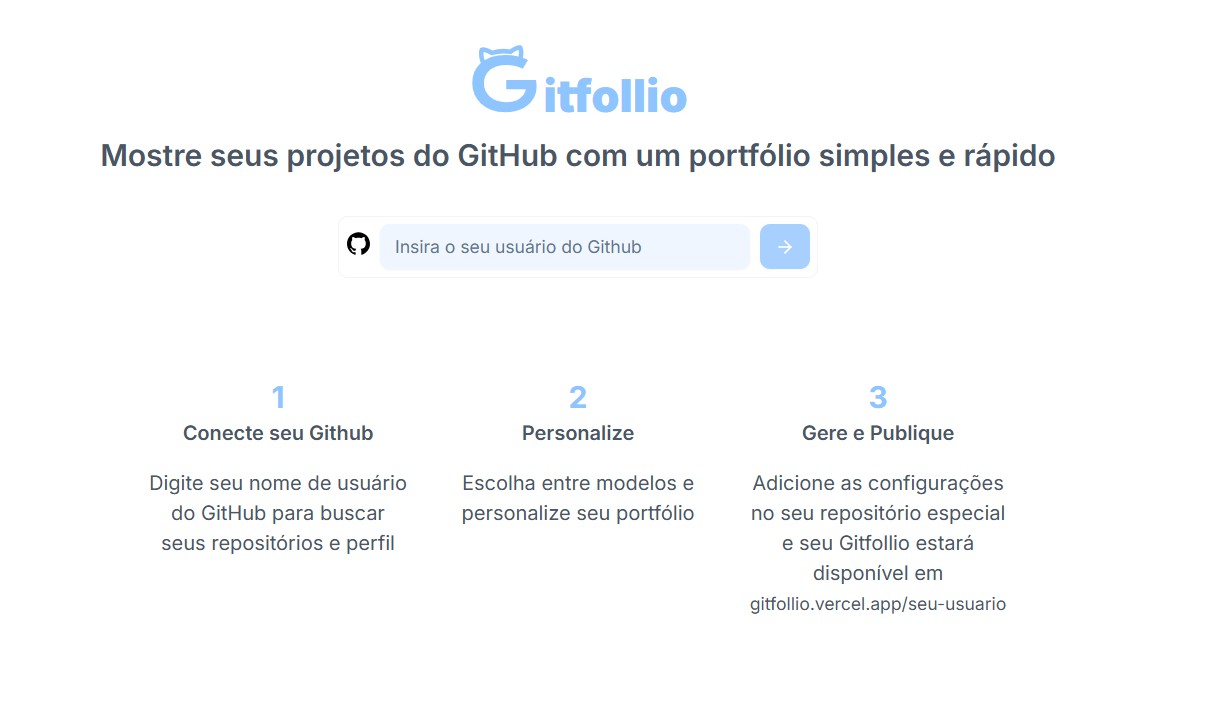 Gitfollio
Mostre seus projetos do GitHub com um portfólio simples e rápido
Insira o seu usuário do Github
1
Conecte seu Github
Digite seu nome de usuário
do GitHub para buscar
seus repositórios e perfil
2
Personalize
Escolha entre modelos e
personalize seu portfólio
3
Gere e Publique
Adicione as configurações
no seu repositório especial
e seu Gitfollio estará
disponível em
gitfollio.vercel.app/seu-usuario